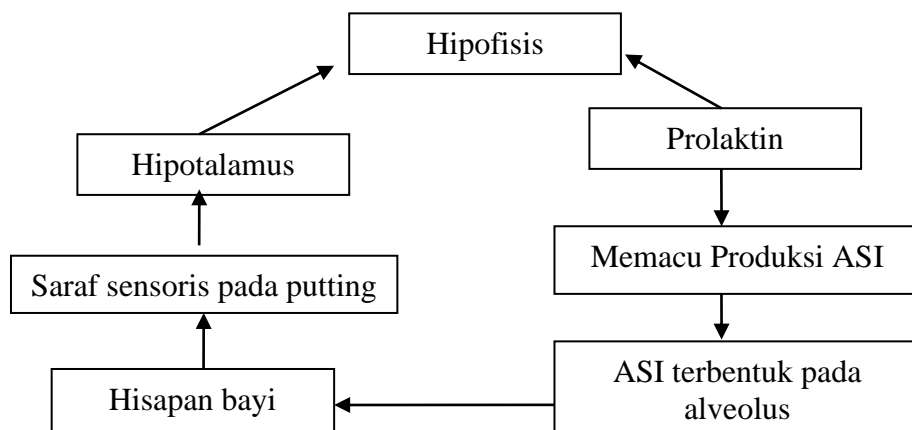 Hipofisis
Prolaktin
Hipotalamus
Memacu Produksi ASI
Saraf sensoris pada putting
ASI terbentuk pada
alveolus
Hisapan bayi